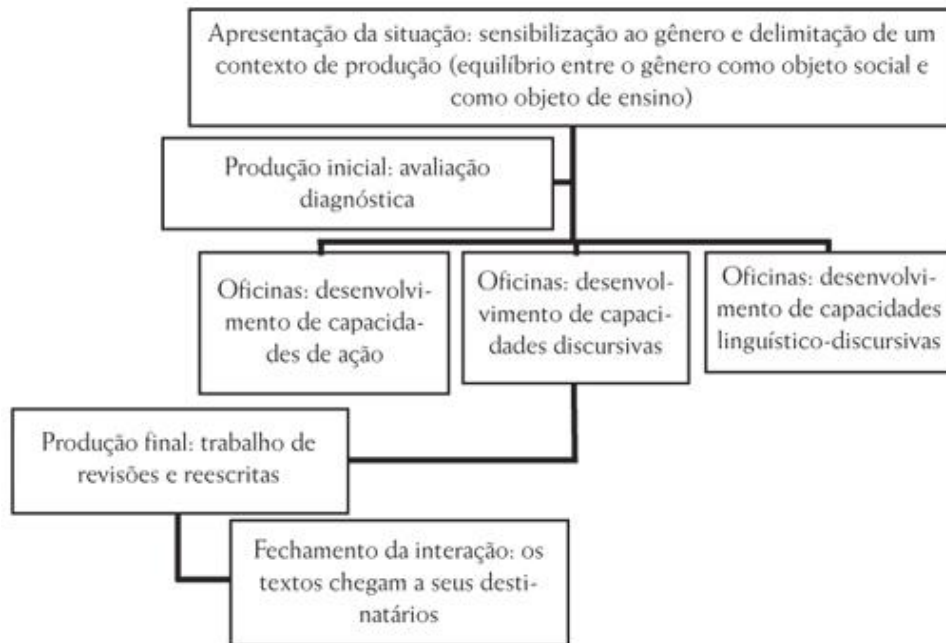 Apresentação da situação: sensibilização ao gênero e delimitação de um
contexto de produção (equilíbrio entre o gênero como objeto social e
como objeto de ensino)
Produção inicial: avaliação
diagnóstica
Oficinas: desenvolvi-
mento de capacida-
des de ação
Oficinas: desenvol-
vimento de capaci-
dades discursivas
Oficinas: desenvolvi-
mento de capacidades
linguístico-discursivas
Produção final: trabalho de
revisões e reescritas
Fechamento da interação: os
textos chegam a seus desti-
natários